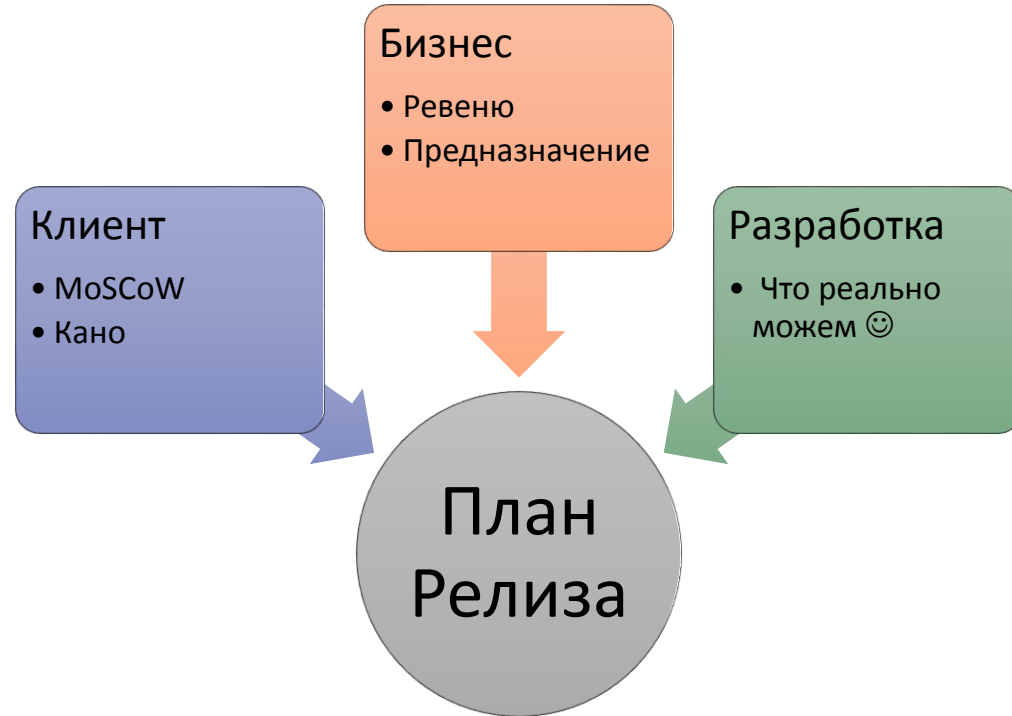 Бизнес
• Ревеню
• Предназначение
Клиент
• MoSCoW
• Кано
Разработка
• Что реально
можем ☺
План
Релиза